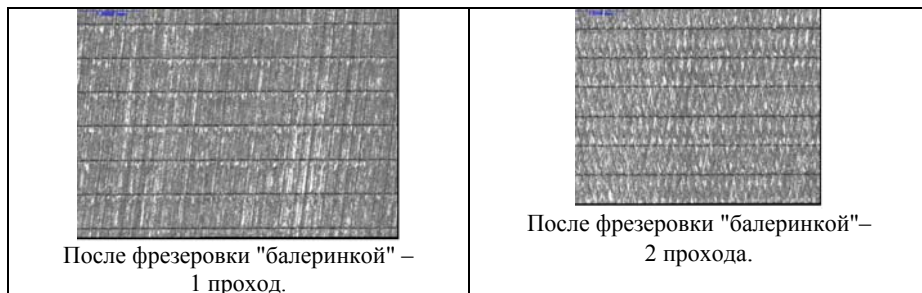 После фрезеровки "балеринкой" –
1 проход.
После фрезеровки "балеринкой"–
2 прохода.